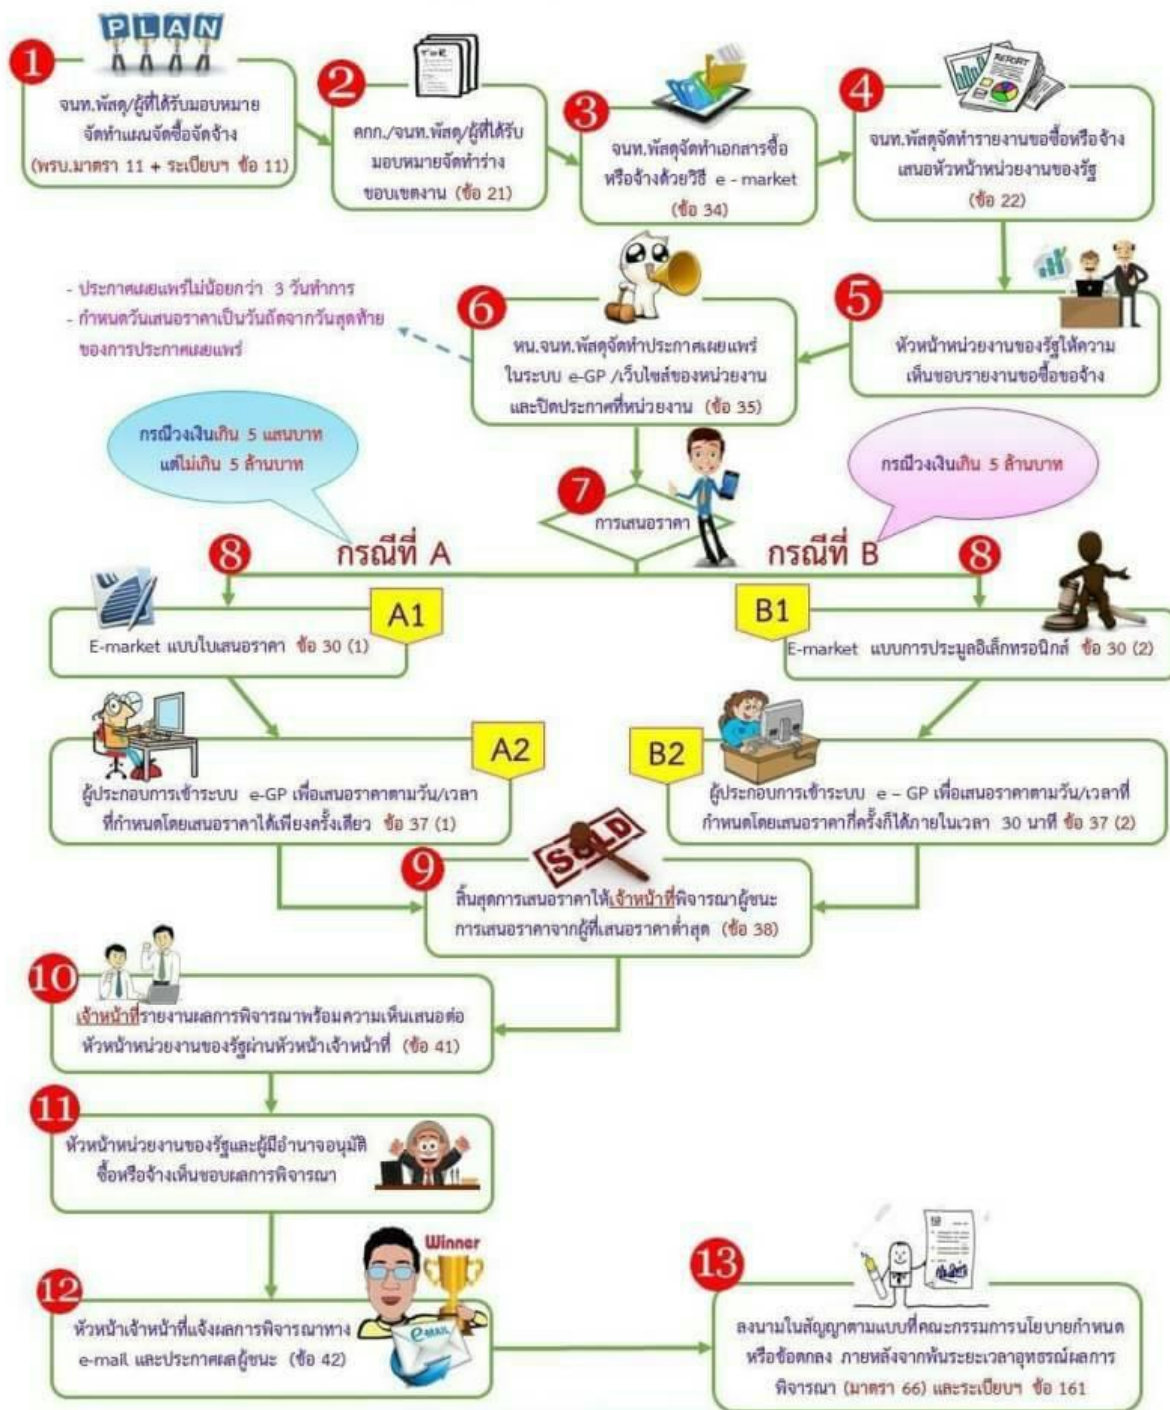 PLAN
1
จนท.พัสดุ/ผู้ที่ได้รับมอบหมาย
จัดทำแผนจัดซื้อจัดจ้าง
(พรบ.มาตรา 11 + ระเบียบฯ ข้อ 11)
2
TOR
คกก./จนท.พัสดุ/ผู้ที่ได้รับ
มอบหมายจัดทำร่าง
ขอบเขตงาน (ข้อ 21)
3
จนท.พัสดุจัดทำเอกสารซื้อ
หรือจ้างด้วยวิธี e - market
(ข้อ 34)
4
REPORT
จนท.พัสดุจัดทำรายงานขอซื้อหรือจ้าง
เสนอหัวหน้าหน่วยงานของรัฐ
(ข้อ 22)
5
หัวหน้าหน่วยงานของรัฐให้ความ
เห็นชอบรายงานขอซื้อขอจ้าง
6
หน.จนท.พัสดุจัดทำประกาศเผยแพร่
ในระบบ e-GP /เว็บไซส์ของหน่วยงาน
และปิดประกาศที่หน่วยงาน (ข้อ 35)
- ประกาศเผยแพร่ไม่น้อยกว่า 3 วันทำการ
- กำหนดวันเสนอราคาเป็นวันถัดจากวันสุดท้าย
ของการประกาศเผยแพร่
กรณีวงเงินเกิน 5 แสนบาท
แต่ไม่เกิน 5 ล้านบาท
กรณีวงเงินเกิน 5 ล้านบาท
7
การเสนอราคา
8
กรณีที่ A
กรณีที่ B
8
A1
E-market แบบใบเสนอราคา ข้อ 30 (1)
B1
E-market แบบการประมูลอิเล็กทรอนิกส์ ข้อ 30 (2)
A2
ผู้ประกอบการเข้าระบบ e-GP เพื่อเสนอราคาตามวัน/เวลา
ที่กำหนดโดยเสนอราคาได้เพียงครั้งเดียว ข้อ 37 (1)
B2
ผู้ประกอบการเข้าระบบ e – GP เพื่อเสนอราคาตามวัน/เวลาที่
กำหนดโดยเสนอราคากี่ครั้งก็ได้ภายในเวลา 30 นาที ข้อ 37 (2)
9
SOLD
สิ้นสุดการเสนอราคาให้เจ้าหน้าที่พิจารณาผู้ชนะ
การเสนอราคาจากผู้ที่เสนอราคาต่ำสุด (ข้อ 38)
10
เจ้าหน้าที่รายงานผลการพิจารณาพร้อมความเห็นเสนอต่อ
หัวหน้าหน่วยงานของรัฐผ่านหัวหน้าเจ้าหน้าที่ (ข้อ 41)
11
หัวหน้าหน่วยงานของรัฐและผู้มีอำนาจอนุมัติ
ซื้อหรือจ้างเห็นชอบผลการพิจารณา
12
Winner
e-MAIL
หัวหน้าเจ้าหน้าที่แจ้งผลการพิจารณาทาง
e-mail และประกาศผลผู้ชนะ (ข้อ 42)
13
ลงนามในสัญญาตามแบบที่คณะกรรมการนโยบายกำหนด
หรือข้อตกลง ภายหลังจากพ้นระยะเวลาอุทธรณ์ผลการ
พิจารณา (มาตรา 66) และระเบียบฯ ข้อ 161